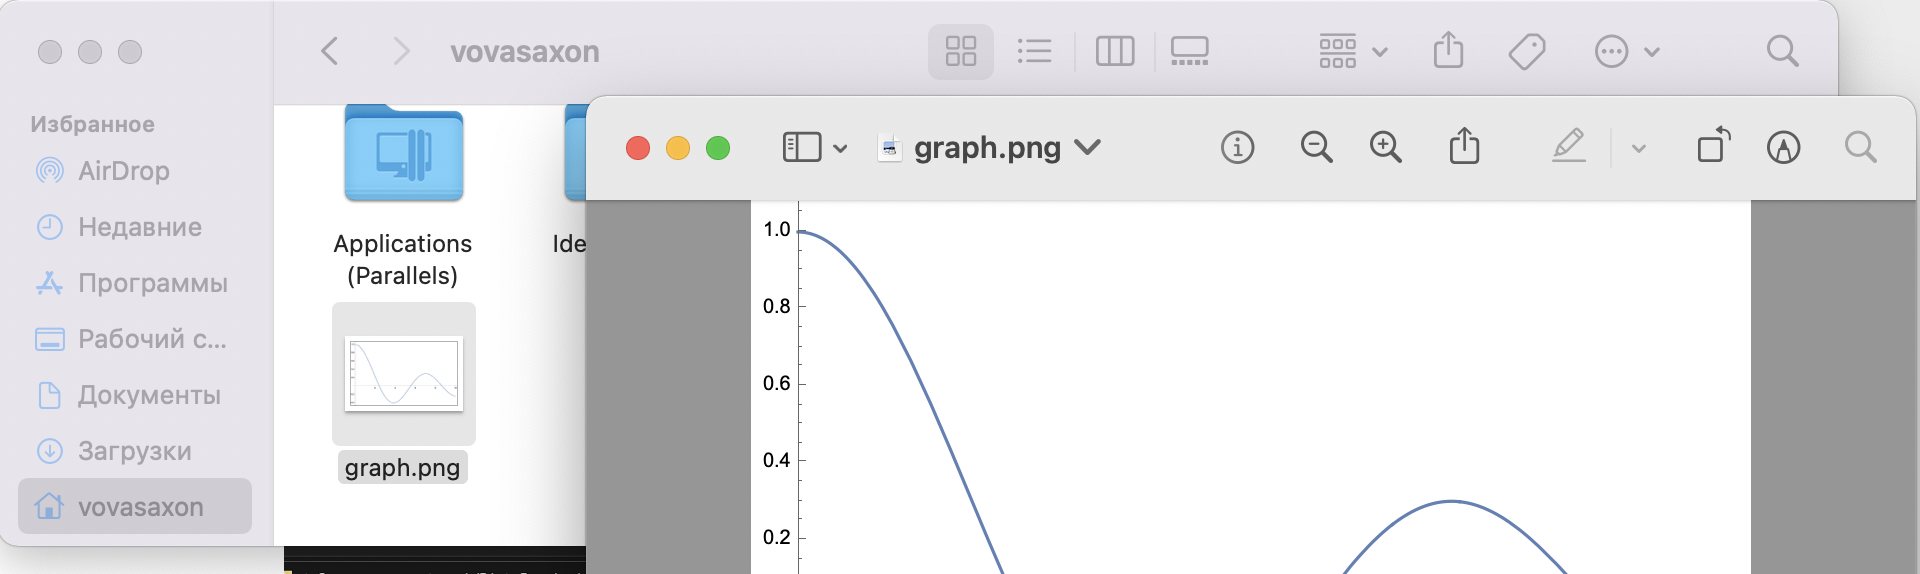 vovasaxon
Избранное
AirDrop
Недавние
Программы
Рабочий с...
Документы
Загрузки
vovasaxon
Applications
(Parallels)
Ide
graph.png
graph.png
1.0
0.8
0.6
0.4
0.2